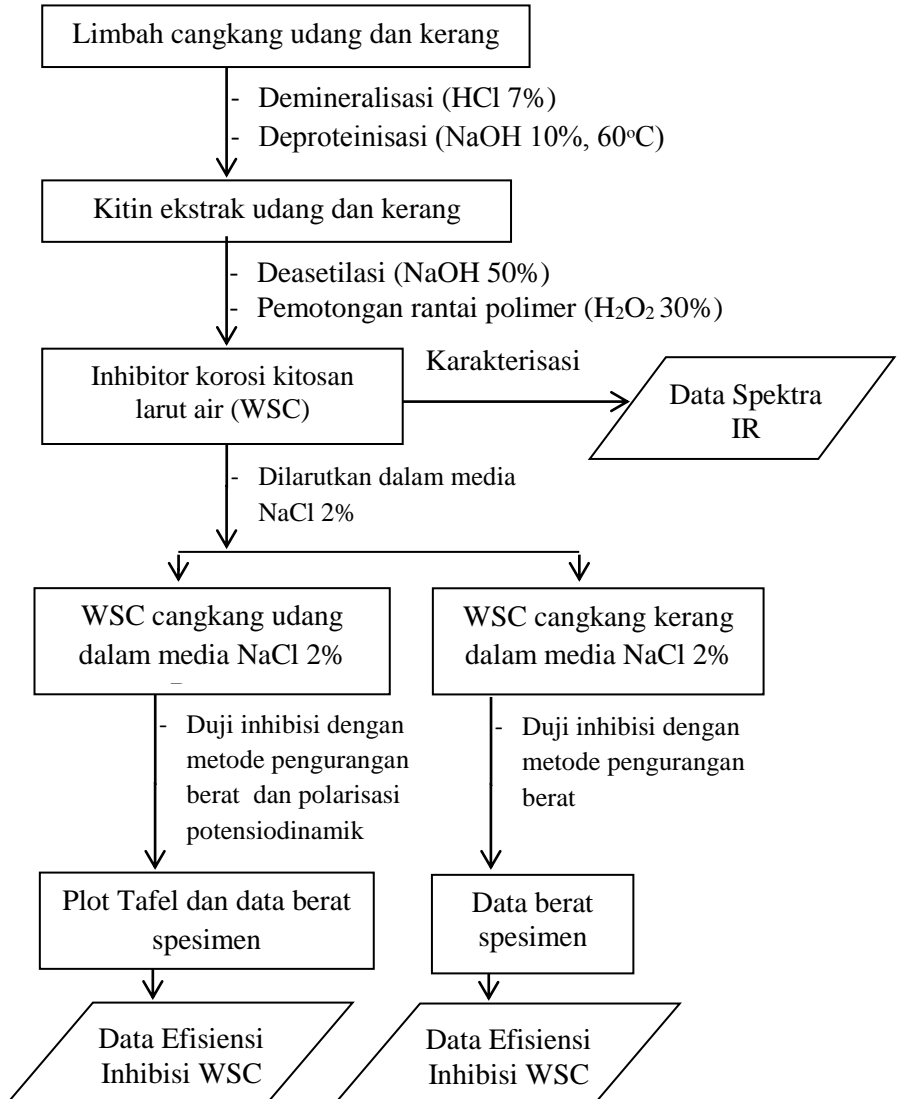 Limbah cangkang udang dan kerang
- Demineralisasi (HCl 7%)
- Deproteinisasi (NaOH 10%, 60°C)
Kitin ekstrak udang dan kerang
- Deasetilasi (NaOH 50%)
- Pemotongan rantai polimer (H₂O₂ 30%)
Inhibitor korosi kitosan
larut air (WSC)
Karakterisasi
Data Spektra
IR
- Dilarutkan dalam media
NaCl 2%
WSC cangkang udang
dalam media NaCl 2%
WSC cangkang kerang
dalam media NaCl 2%
- Duji inhibisi dengan
metode pengurangan
berat dan polarisasi
potensiodinamik
- Duji inhibisi dengan
metode pengurangan
berat
Plot Tafel dan data berat
spesimen
Data berat
spesimen
Data Efisiensi
Inhibisi WSC
Data Efisiensi
Inhibisi WSC